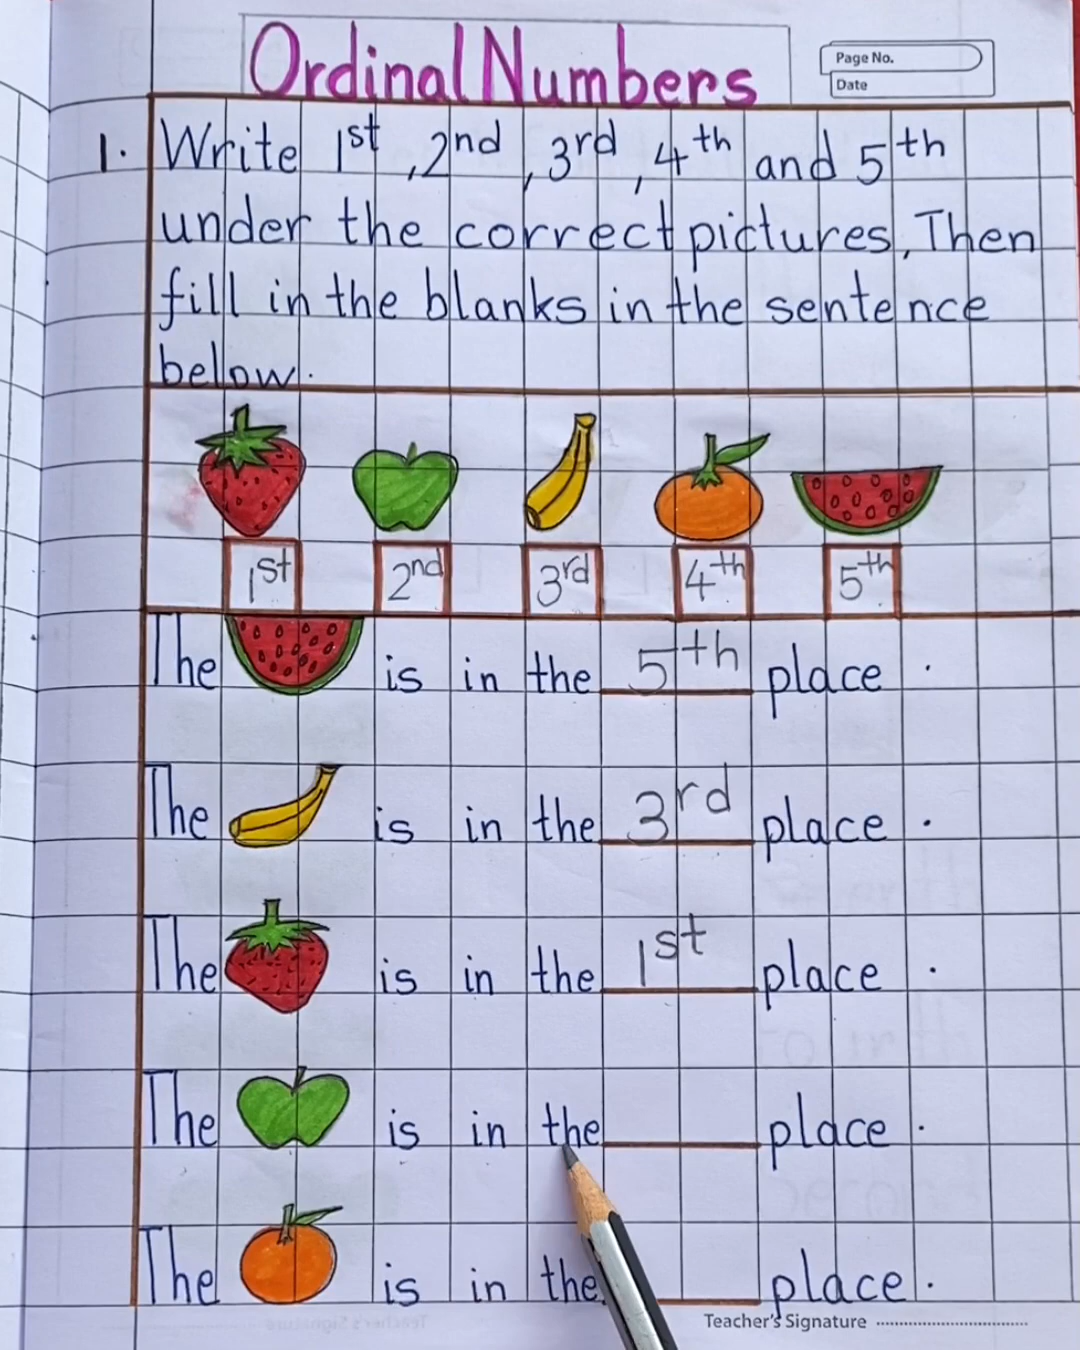 Ordinal Numbers
Page No.
Date
1. Write 1st, 2nd, 3rd, 4th and 5th
under the correct pictures, Then
fill in the blanks in the sentence
below.
1st 2nd 3rd 4th 5th
The is in the 5th place.
The is in the 3rd place.
The is in the 1st place.
The is in the ____ place.
The is in the ____ place.
Teacher's Signature